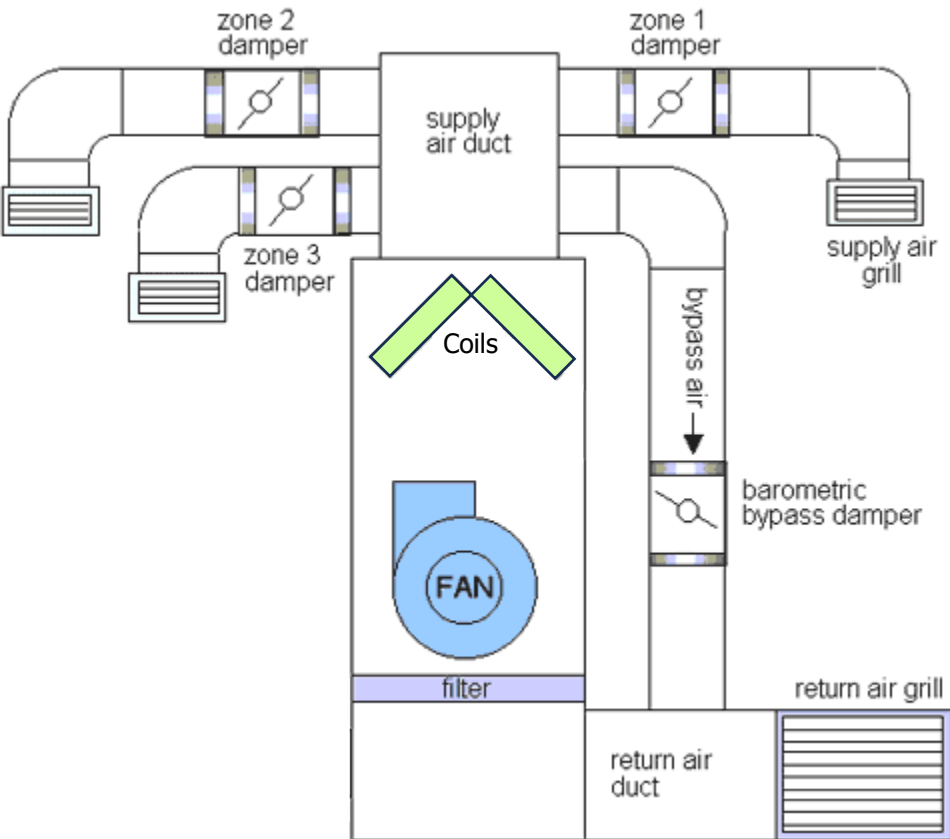 zone 2
damper
zone 1
damper
supply
air duct
zone 3
damper
supply air
grill
Coils
bypass air
barometric
bypass damper
FAN
filter
return air grill
return air
duct